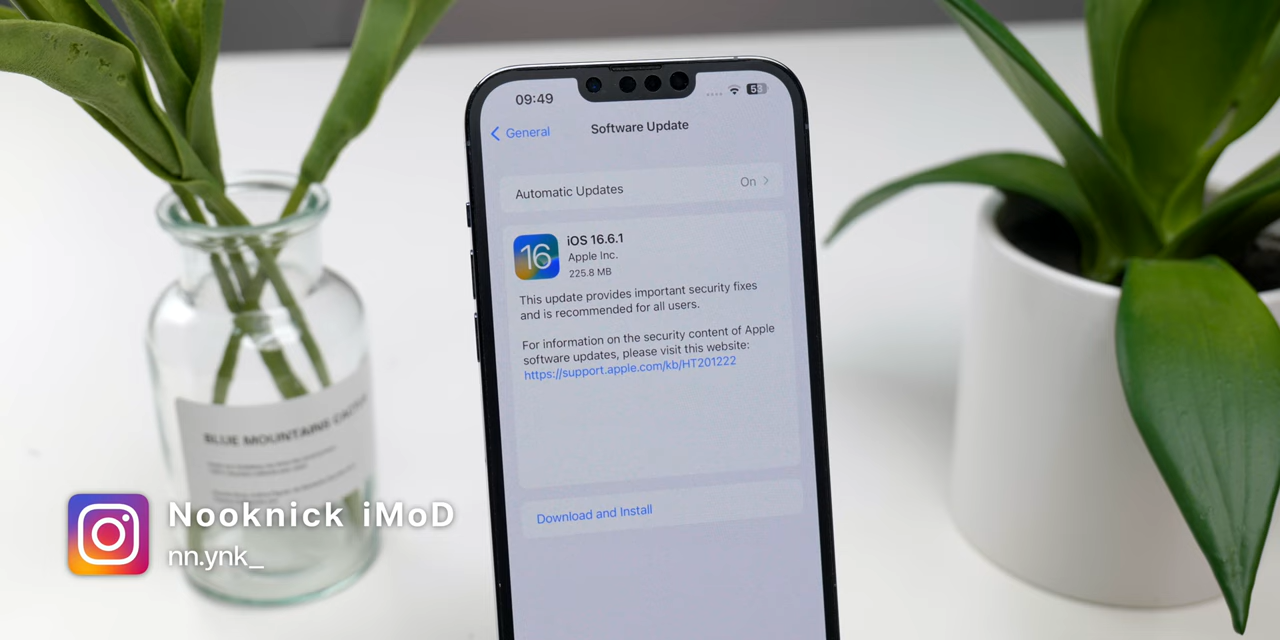 09:49
53
General
Software Update
Automatic Updates
On
16
iOS 16.6.1
Apple Inc.
225.8 MB
This update provides important security fixes
and is recommended for all users.
For information on the security content of Apple
software updates, please visit this website:
https://support.apple.com/kb/HT201222
Download and Install
BLUE MOUNTAINS CACTU
Nooknick iMoD
nn.ynk_